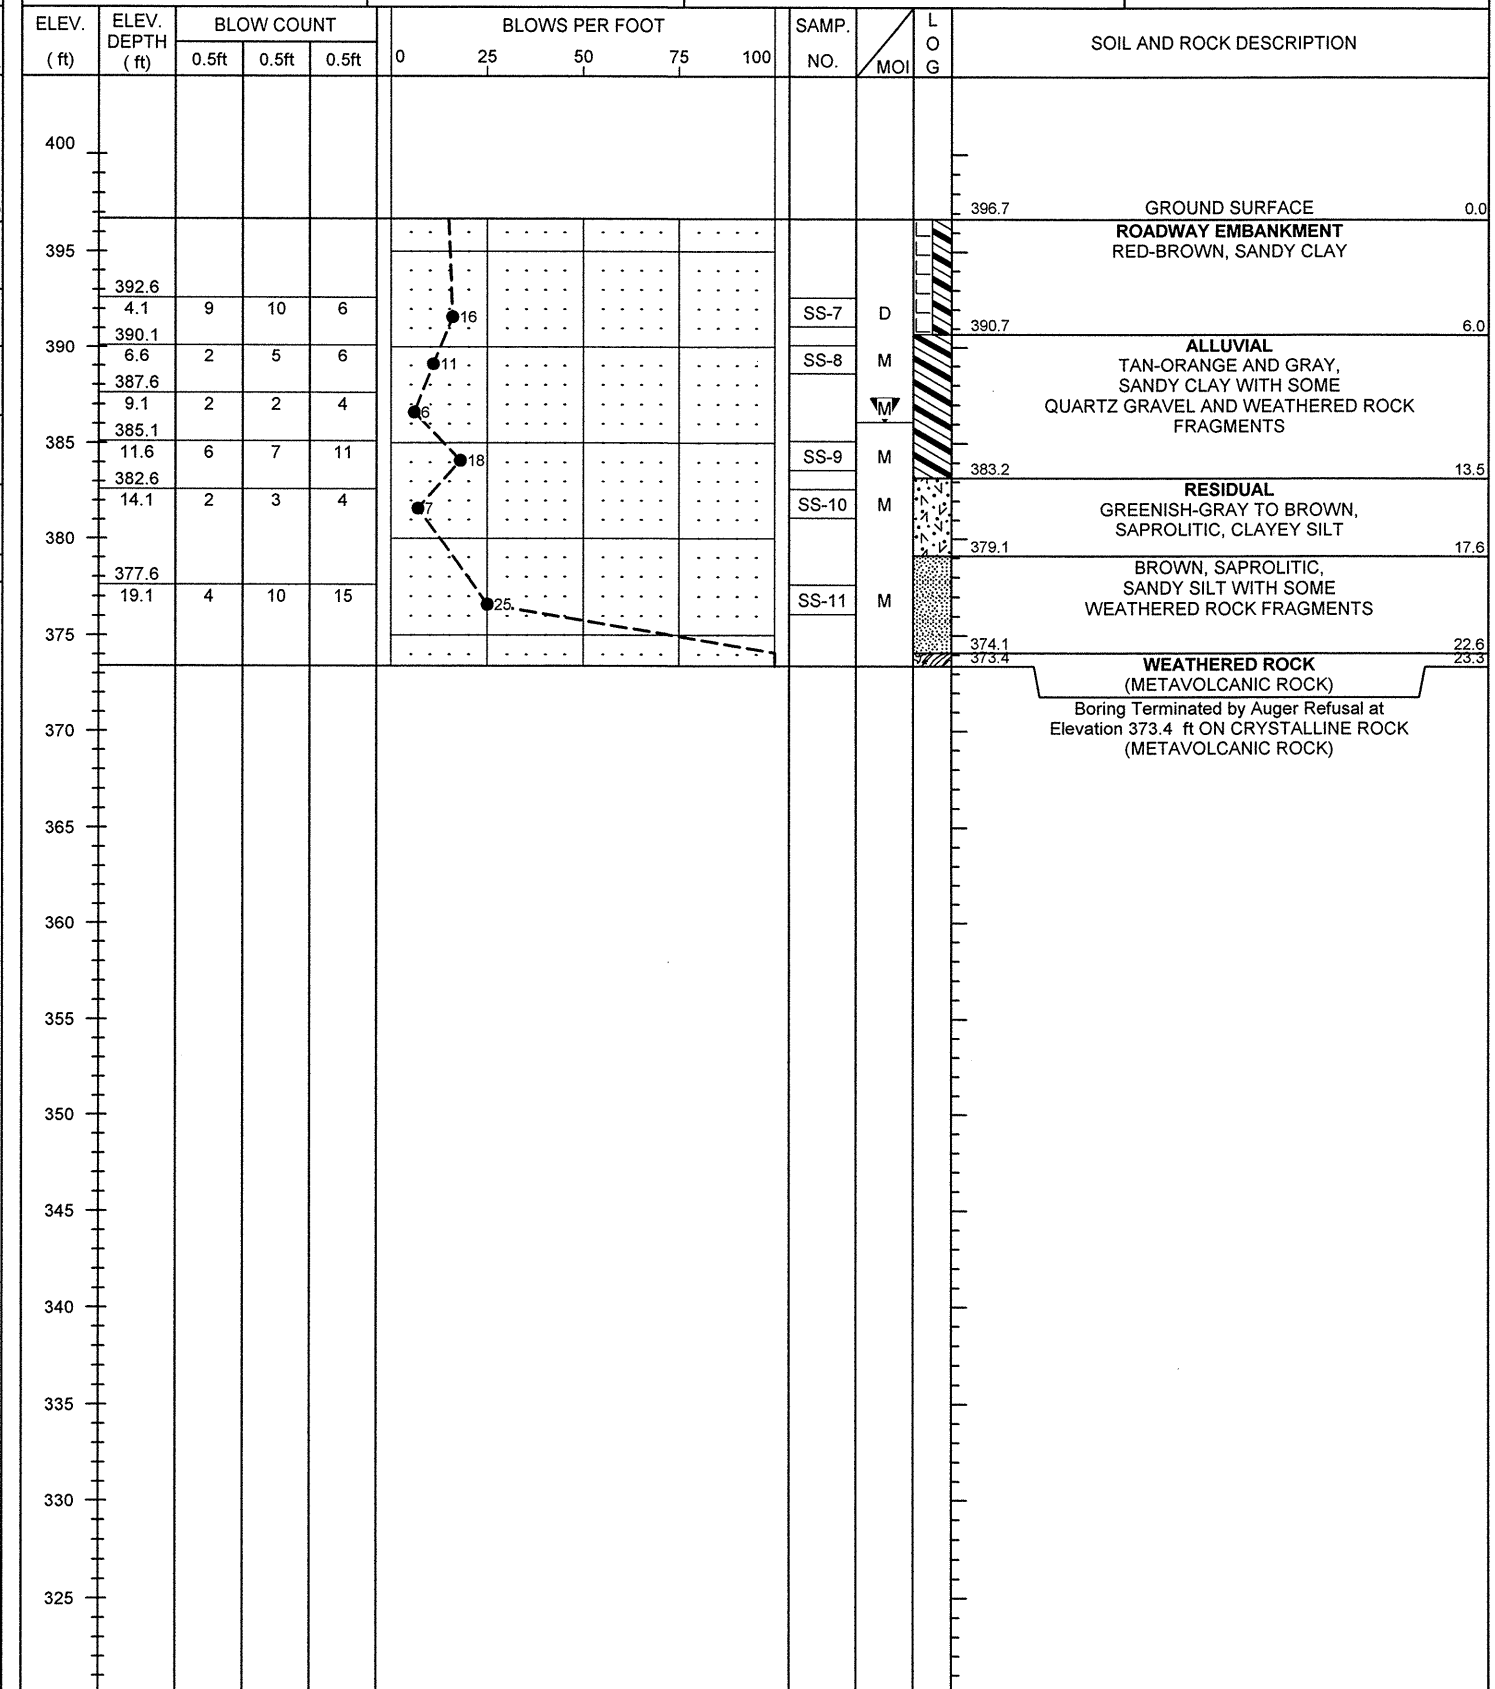 ELEV. ELEV. BLOW COUNT BLOWS PER FOOT SAMP. L
DEPTH O SOIL AND ROCK DESCRIPTION
( ft) ( ft) 0.5ft 0.5ft 0.5ft 0 25 50 75 100 NO. MOI G
400
396.7 GROUND SURFACE 0.0
ROADWAY EMBANKMENT
395 RED-BROWN, SANDY CLAY
392.6
4.1 9 10 6 16 SS-7 D
390.7 6.0
390.1
390 ALLUVIAL
6.6 2 5 6 11 SS-8 M TAN-ORANGE AND GRAY,
387.6 SANDY CLAY WITH SOME
9.1 2 2 4 6 M QUARTZ GRAVEL AND WEATHERED ROCK
385.1 FRAGMENTS
385
11.6 6 7 11 18 SS-9 M
383.2 13.5
382.6
RESIDUAL
14.1 2 3 4 7 SS-10 M GREENISH-GRAY TO BROWN,
SAPROLITIC, CLAYEY SILT
380
379.1 17.6
377.6 BROWN, SAPROLITIC,
SANDY SILT WITH SOME
19.1 4 10 15 25 SS-11 M WEATHERED ROCK FRAGMENTS
375
374.1 22.6
373.4 WEATHERED ROCK 23.3
(METAVOLCANIC ROCK)
Boring Terminated by Auger Refusal at
370 Elevation 373.4 ft ON CRYSTALLINE ROCK
(METAVOLCANIC ROCK)
365
360
355
350
345
340
335
330
325